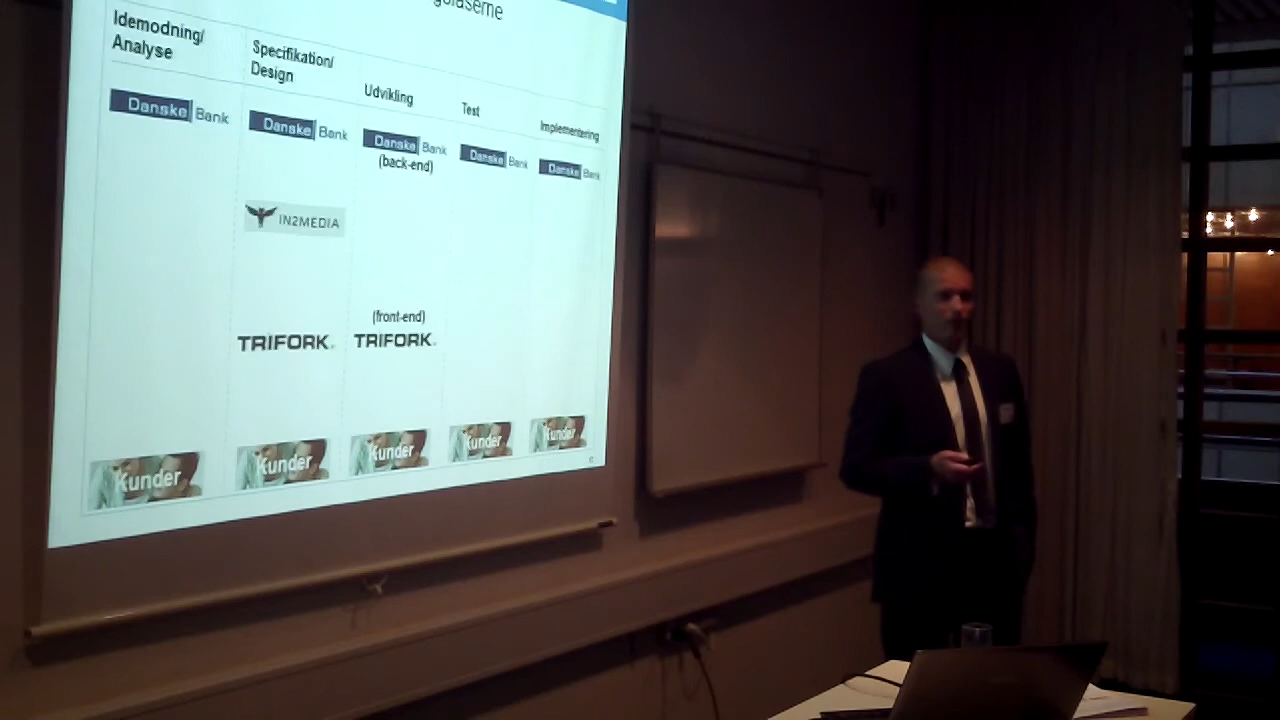 Idemodning/
Analyse
Specifikation/
Design
Udvikling
Test
Implementering
Danske Bank
Danske Bank
Danske Bank
(back-end)
Danske Bank
Danske Bank
IN2MEDIA
(front-end)
TRIFORK.
TRIFORK.
Kunder
Kunder
Kunder
Kunder
Kunder